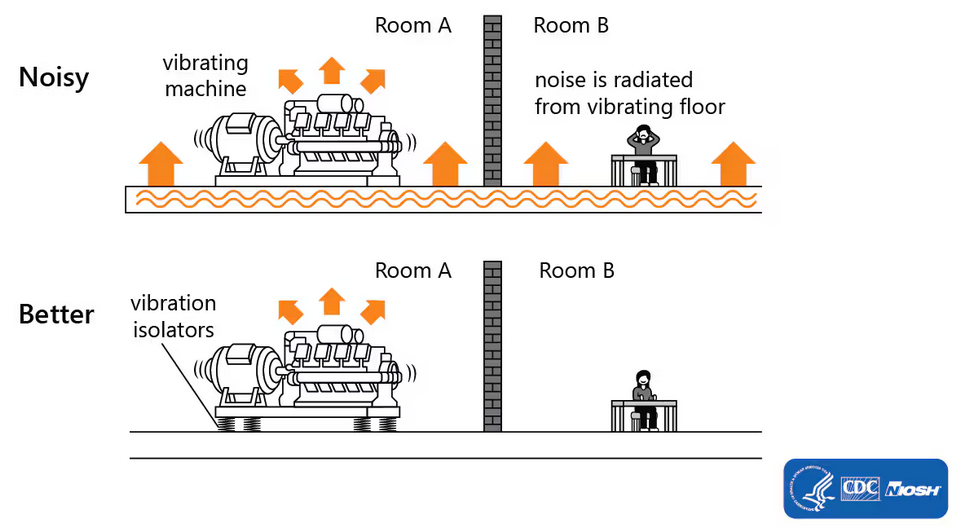 Room A
Room B
Noisy
vibrating
machine
noise is radiated
from vibrating floor
Room A
Room B
Better
vibration
isolators
CDC
NIOSH